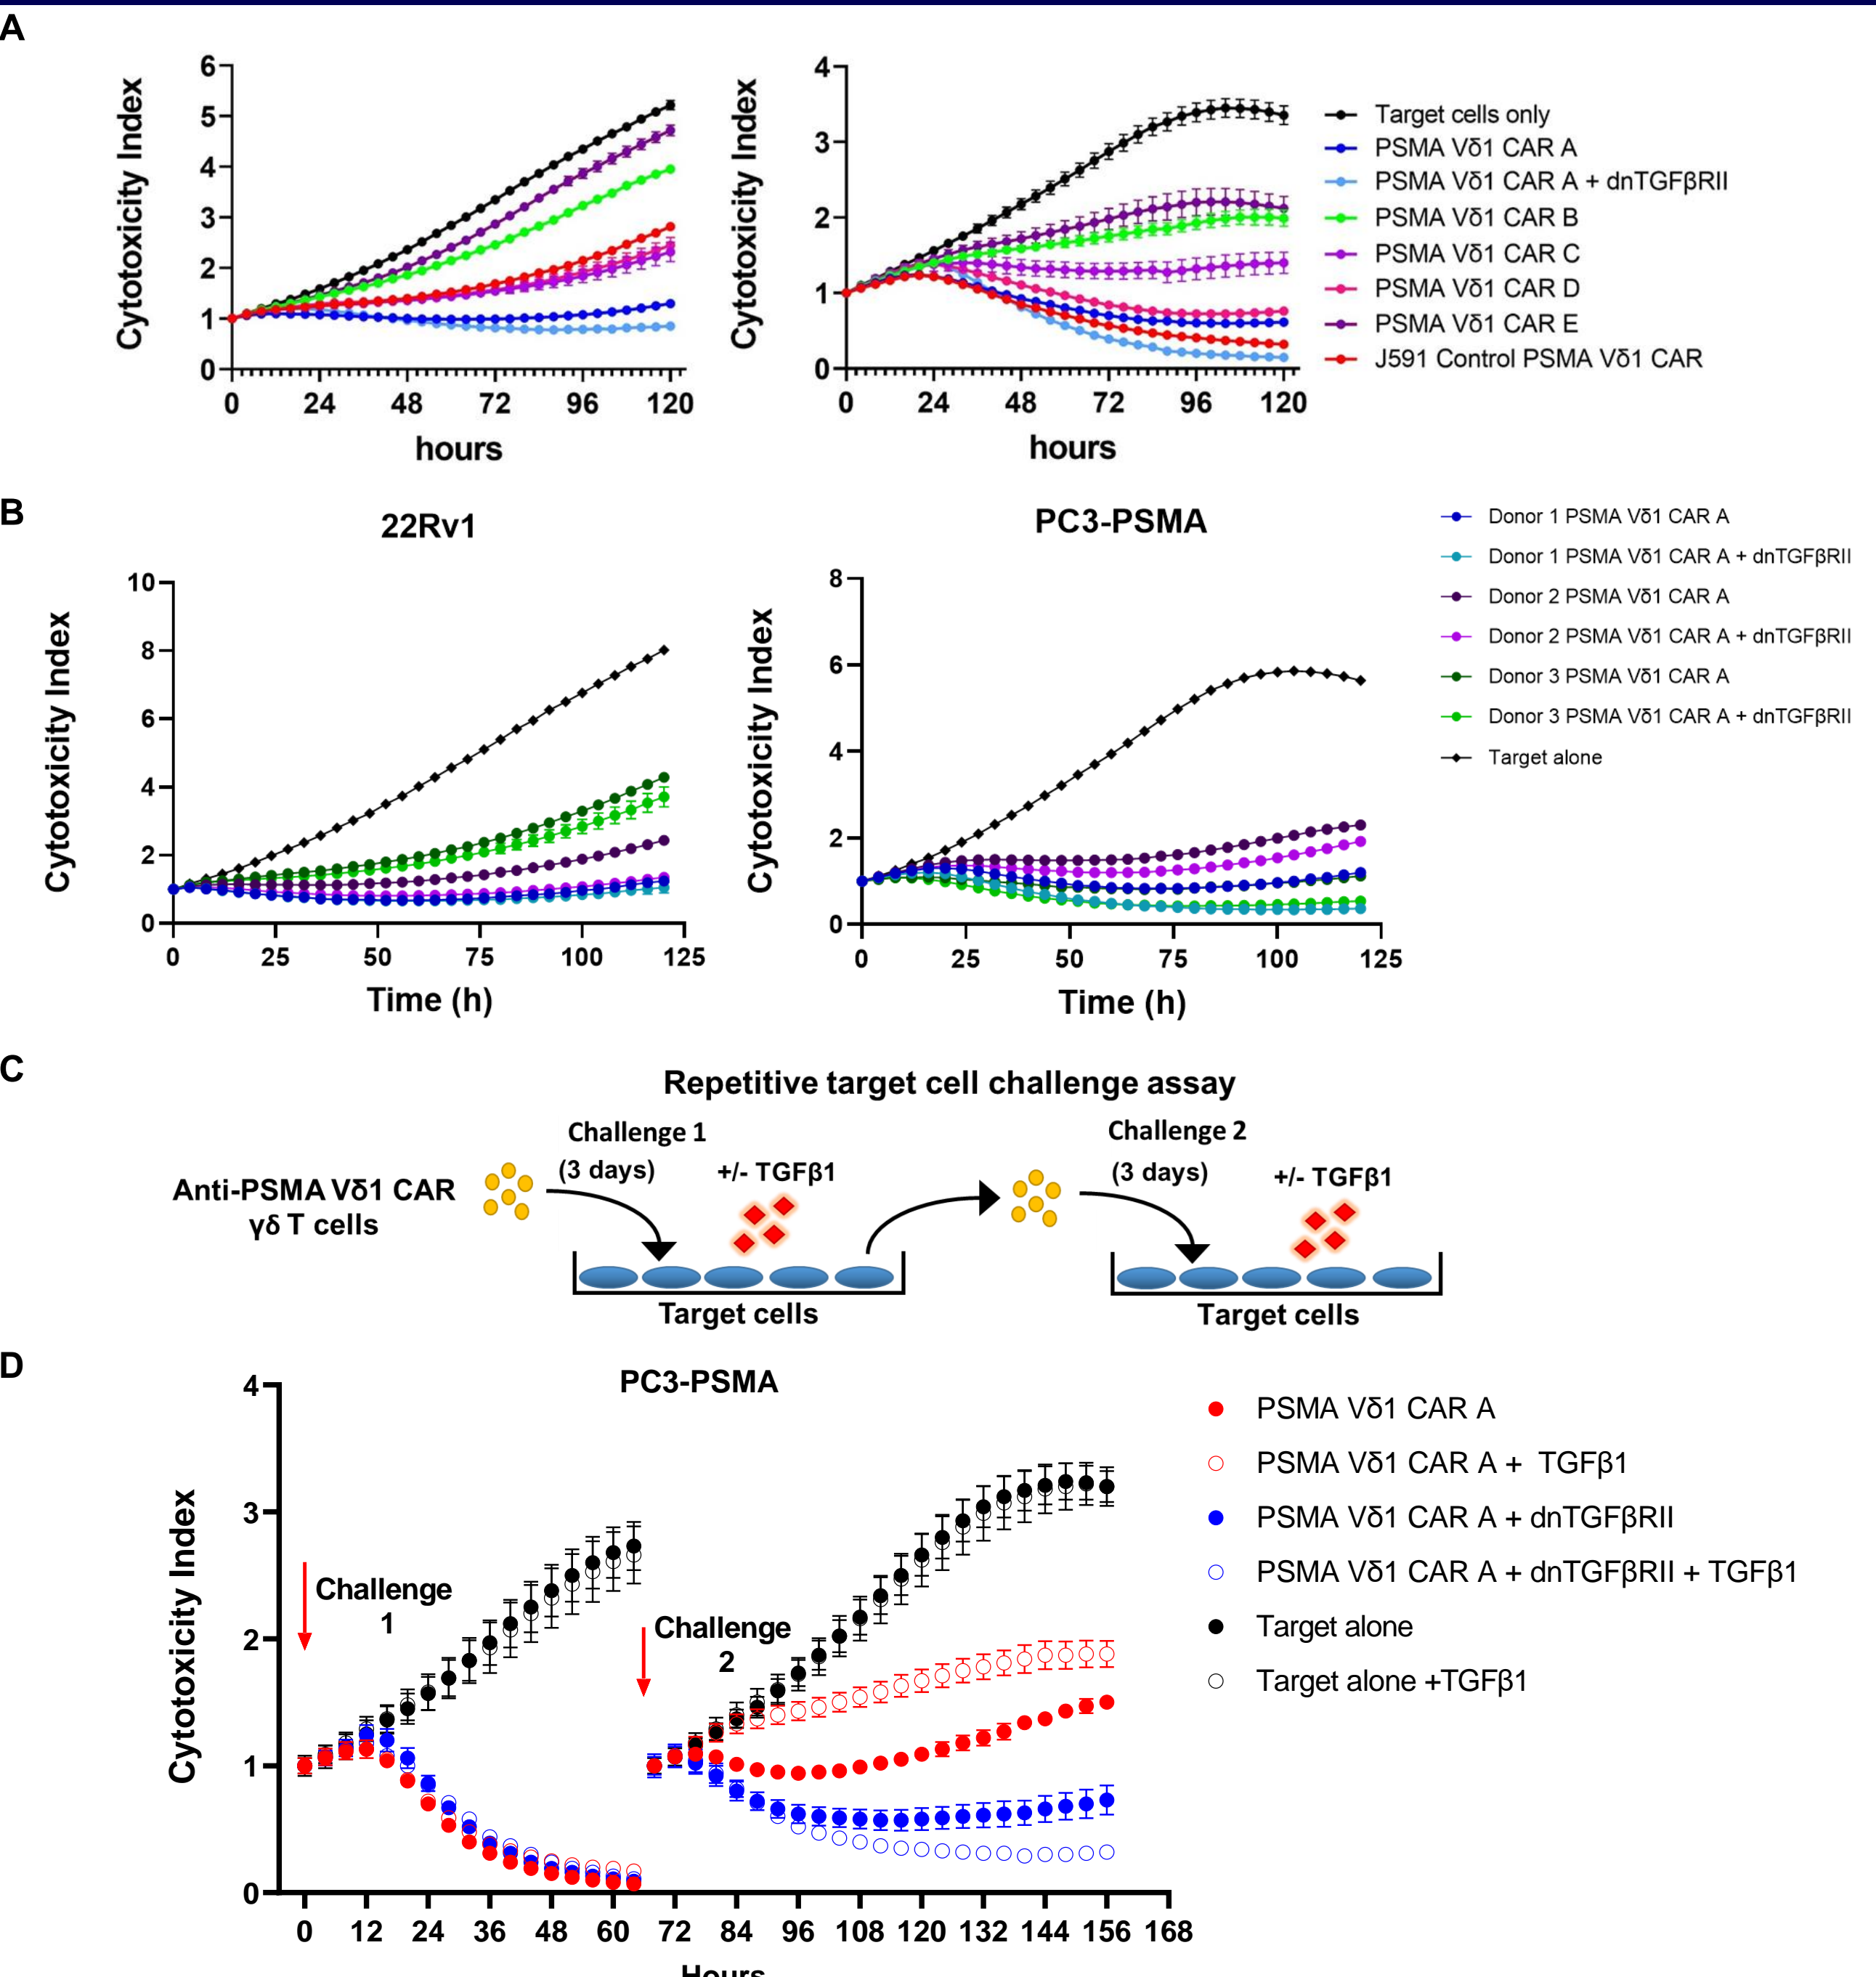 A
Cytotoxicity Index
6
5
4
3
2
1
0
0 24 48 72 96 120
hours
Cytotoxicity Index
4
3
2
1
0
0 24 48 72 96 120
hours
Target cells only
PSMA Vδ1 CAR A
PSMA Vδ1 CAR A + dnTGFβRII
PSMA Vδ1 CAR B
PSMA Vδ1 CAR C
PSMA Vδ1 CAR D
PSMA Vδ1 CAR E
J591 Control PSMA Vδ1 CAR
B
22Rv1
Cytotoxicity Index
10
8
6
4
2
0
0 25 50 75 100 125
Time (h)
PC3-PSMA
Cytotoxicity Index
8
6
4
2
0
0 25 50 75 100 125
Time (h)
Donor 1 PSMA Vδ1 CAR A
Donor 1 PSMA Vδ1 CAR A + dnTGFβRII
Donor 2 PSMA Vδ1 CAR A
Donor 2 PSMA Vδ1 CAR A + dnTGFβRII
Donor 3 PSMA Vδ1 CAR A
Donor 3 PSMA Vδ1 CAR A + dnTGFβRII
Target alone
C
Repetitive target cell challenge assay
Anti-PSMA Vδ1 CAR
γδ T cells
Challenge 1
(3 days)
+/- TGFβ1
Target cells
Challenge 2
(3 days)
+/- TGFβ1
Target cells
D
PC3-PSMA
Cytotoxicity Index
4
3
2
1
0
Challenge
1
Challenge
2
0 12 24 36 48 60 72 84 96 108 120 132 144 156 168
Hours
PSMA Vδ1 CAR A
PSMA Vδ1 CAR A + TGFβ1
PSMA Vδ1 CAR A + dnTGFβRII
PSMA Vδ1 CAR A + dnTGFβRII + TGFβ1
Target alone
Target alone +TGFβ1